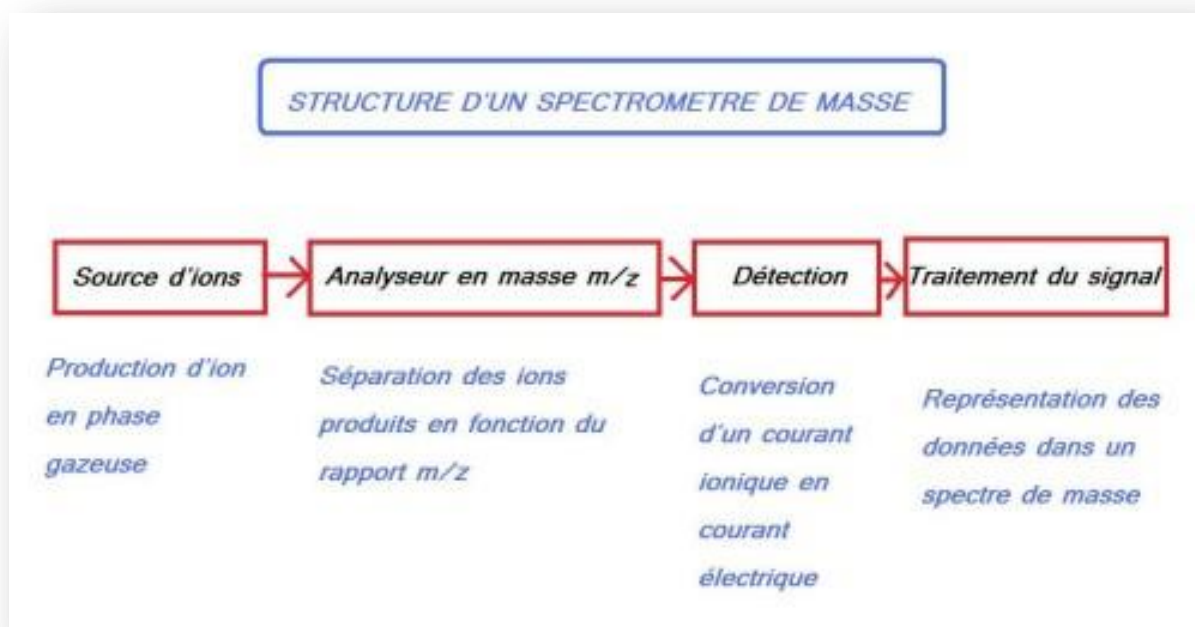 STRUCTURE D'UN SPECTROMETRE DE MASSE
Source d'ions
Analyseur en masse m/z
Détection
Traitement du signal
Production d'ion
en phase
gazeuse
Séparation des ions
produits en fonction du
rapport m/z
Conversion
d'un courant
ionique en
courant
électrique
Représentation des
données dans un
spectre de masse